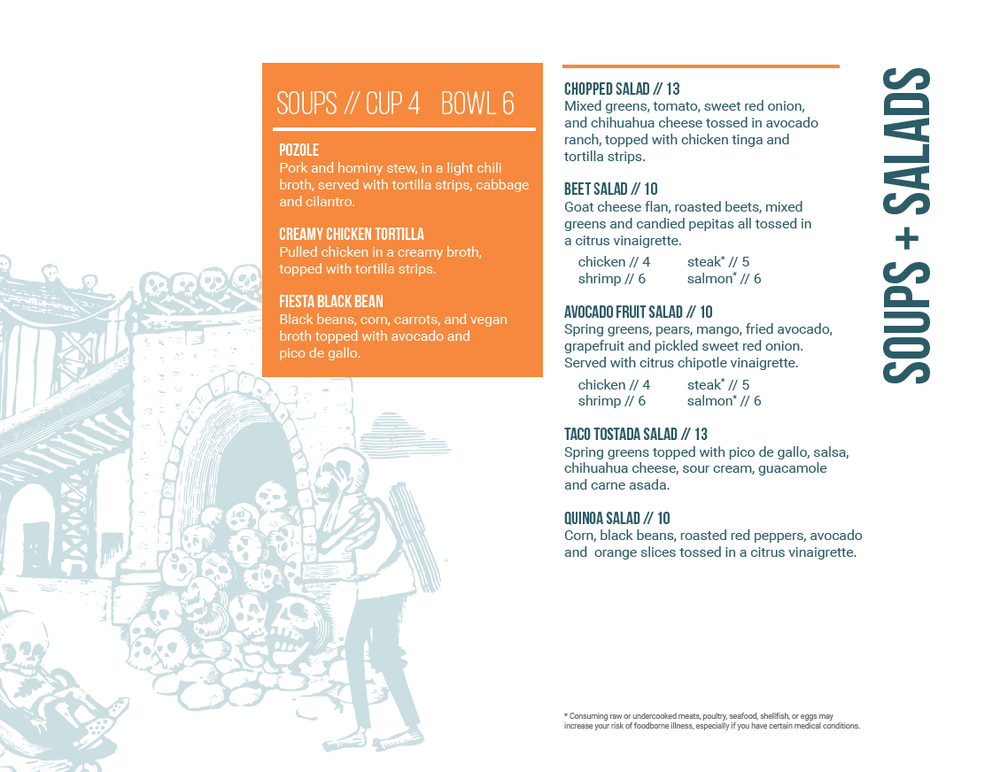 SOUPS // CUP 4 BOWL 6
POZOLE
Pork and hominy stew, in a light chili
broth, served with tortilla strips, cabbage
and cilantro.
CREAMY CHICKEN TORTILLA
Pulled chicken in a creamy broth,
topped with tortilla strips.
FIESTA BLACK BEAN
Black beans, corn, carrots, and vegan
broth topped with avocado and
pico de gallo.
CHOPPED SALAD // 13
Mixed greens, tomato, sweet red onion,
and chihuahua cheese tossed in avocado
ranch, topped with chicken tinga and
tortilla strips.
BEET SALAD // 10
Goat cheese flan, roasted beets, mixed
greens and candied pepitas all tossed in
a citrus vinaigrette.
chicken // 4 steak* // 5
shrimp // 6 salmon* // 6
AVOCADO FRUIT SALAD // 10
Spring greens, pears, mango, fried avocado,
grapefruit and pickled sweet red onion.
Served with citrus chipotle vinaigrette.
chicken // 4 steak* // 5
shrimp // 6 salmon* // 6
TACO TOSTADA SALAD // 13
Spring greens topped with pico de gallo, salsa,
chihuahua cheese, sour cream, guacamole
and carne asada.
QUINOA SALAD // 10
Corn, black beans, roasted red peppers, avocado
and orange slices tossed in a citrus vinaigrette.
* Consuming raw or undercooked meats, poultry, seafood, shellfish, or eggs may
increase your risk of foodborne illness, especially if you have certain medical conditions.
SOUPS + SALADS